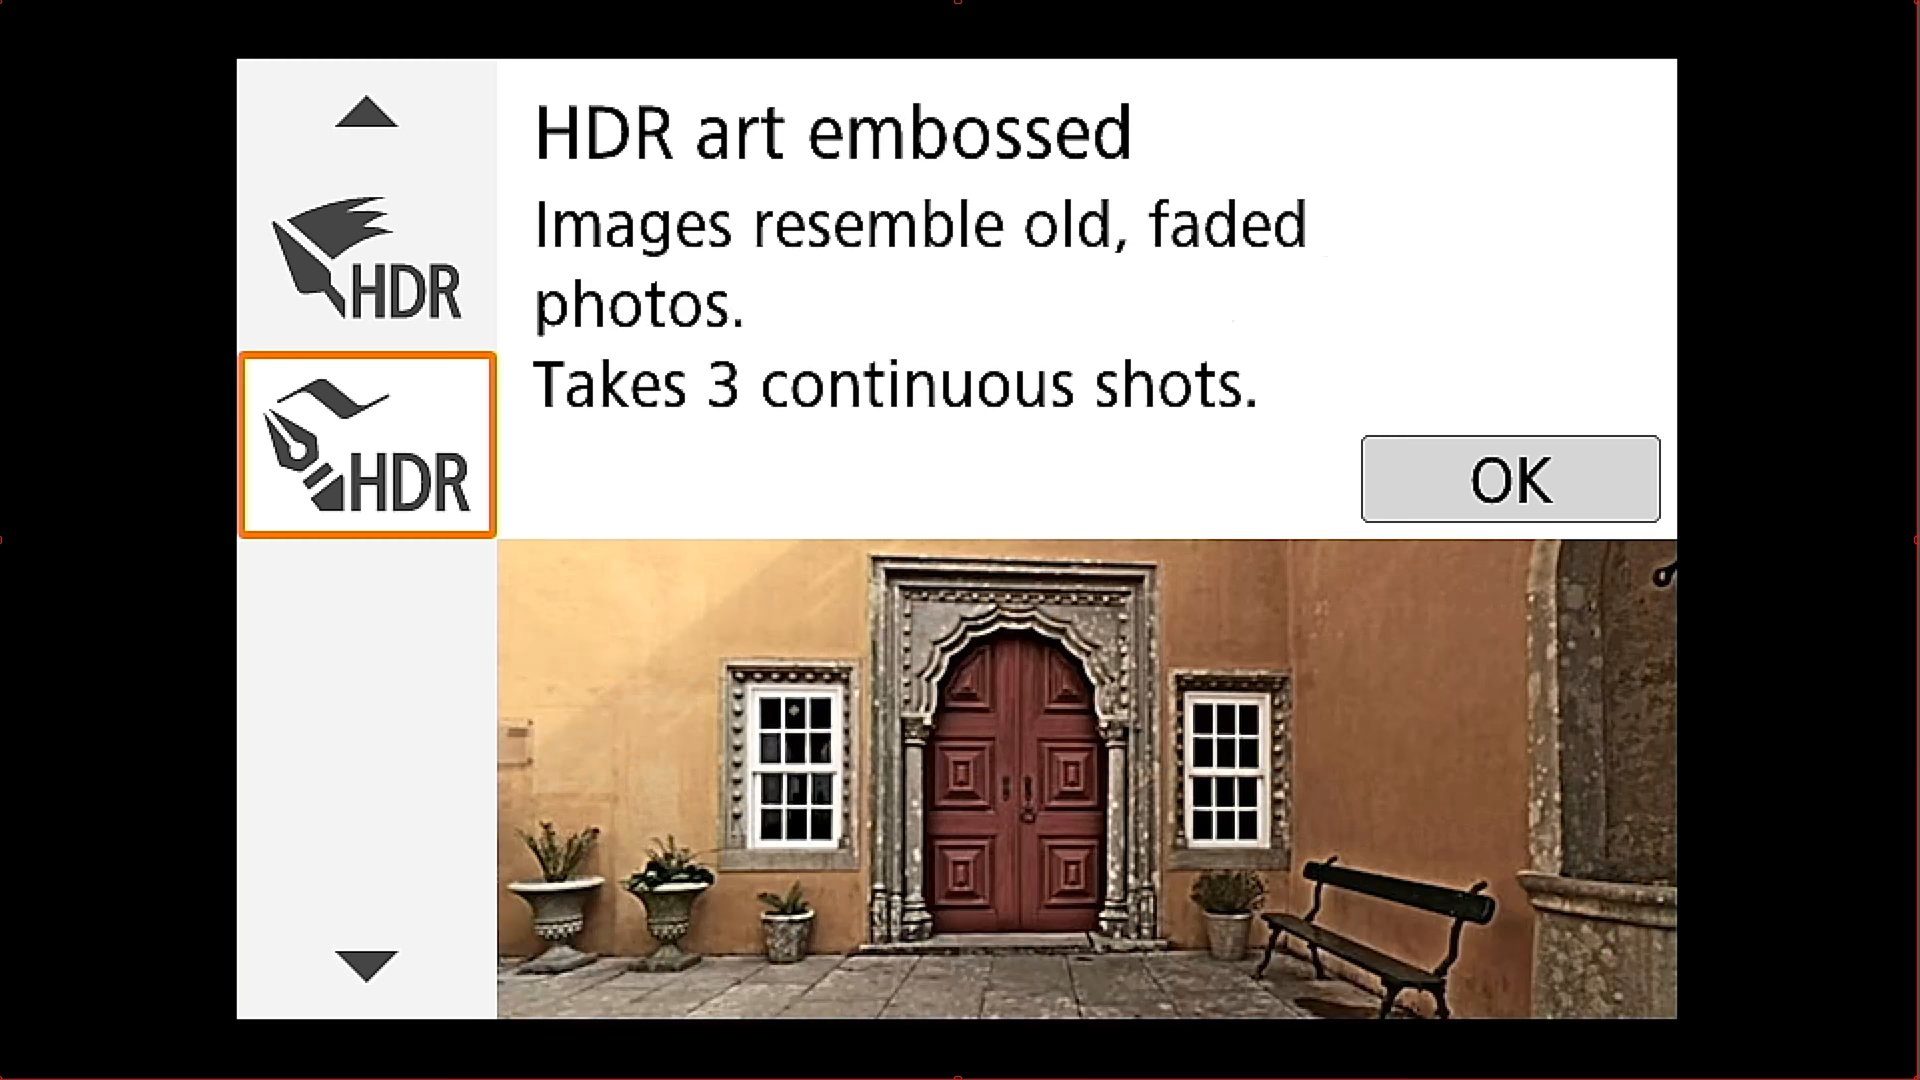 HDR art embossed
Images resemble old, faded
photos.
Takes 3 continuous shots.
HDR
HDR
OK